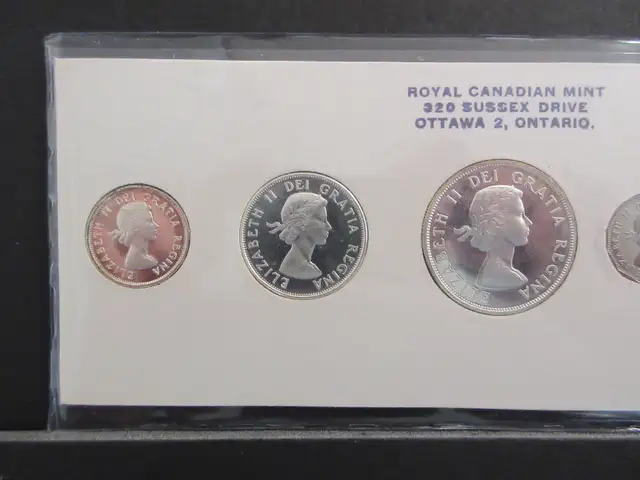 ROYAL CANADIAN MINT
320 SUSSEX DRIVE
OTTAWA 2, ONTARIO.
ELIZABETH II DEI GRATIA REGINA
ELIZABETH II DEI GRATIA REGINA
ELIZABETH II DEI GRATIA REGINA